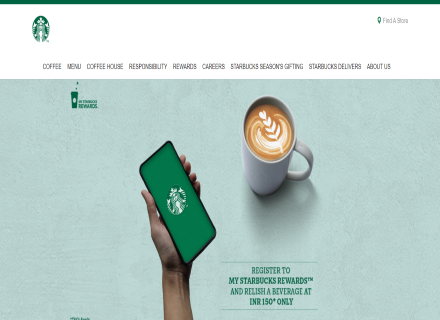 Find A Store
COFFEE MENU COFFEE HOUSE RESPONSIBILITY REWARDS CAREERS STARBUCKS SEASON'S GIFTING STARBUCKS DELIVERS ABOUT US
MY STARBUCKS
REWARDS.
REGISTER TO
MY STARBUCKS REWARDS™
AND RELISH A BEVERAGE AT
INR 150* ONLY